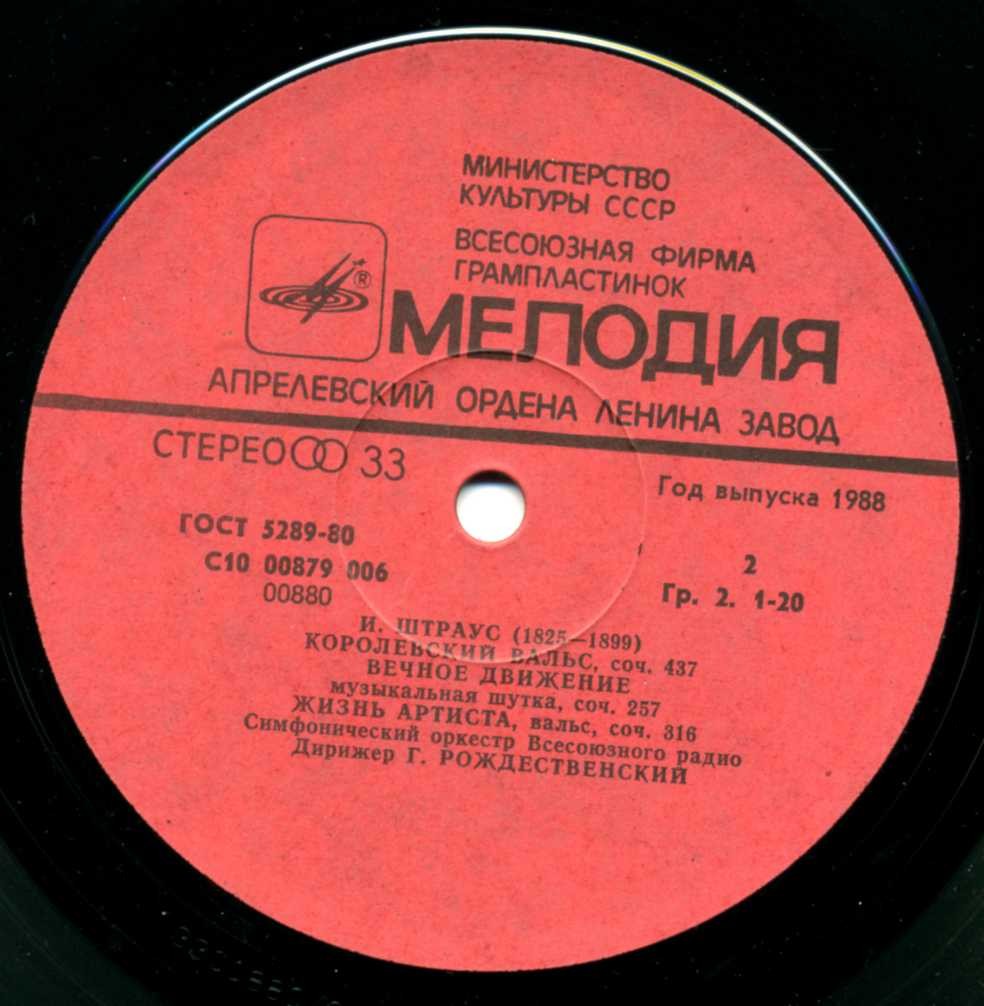 МИНИСТЕРСТВО
КУЛЬТУРЫ СССР
ВСЕСОЮЗНАЯ ФИРМА
ГРАМПЛАСТИНОК
®
МЕЛОДИЯ
АПРЕЛЕВСКИЙ ОРДЕНА ЛЕНИНА ЗАВОД
СТЕРЕО 33
Год выпуска 1988
ГОСТ 5289-80
С10 00879 006
00880
2
Гр. 2. 1-20
И. ШТРАУС (1825—1899)
КОРОЛЕВСКИЙ ВАЛЬС, соч. 437
ВЕЧНОЕ ДВИЖЕНИЕ
музыкальная шутка, соч. 257
ЖИЗНЬ АРТИСТА, вальс, соч. 316
Симфонический оркестр Всесоюзного радио
Дирижер Г. РОЖДЕСТВЕНСКИЙ